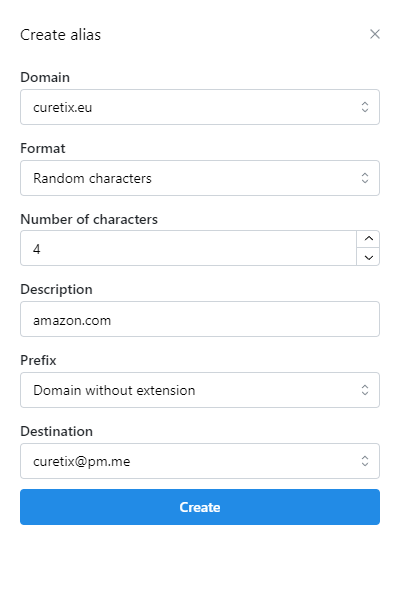 Create alias
Domain
curetix.eu
Format
Random characters
Number of characters
4
Description
amazon.com
Prefix
Domain without extension
Destination
curetix@pm.me
Create